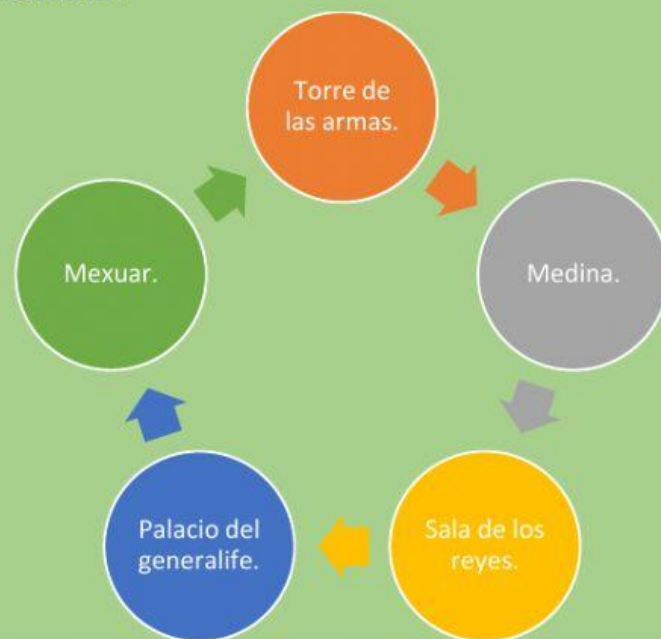 Torre de
las armas.
Medina.
Sala de los
reyes.
Palacio del
generalife.
Mexuar.